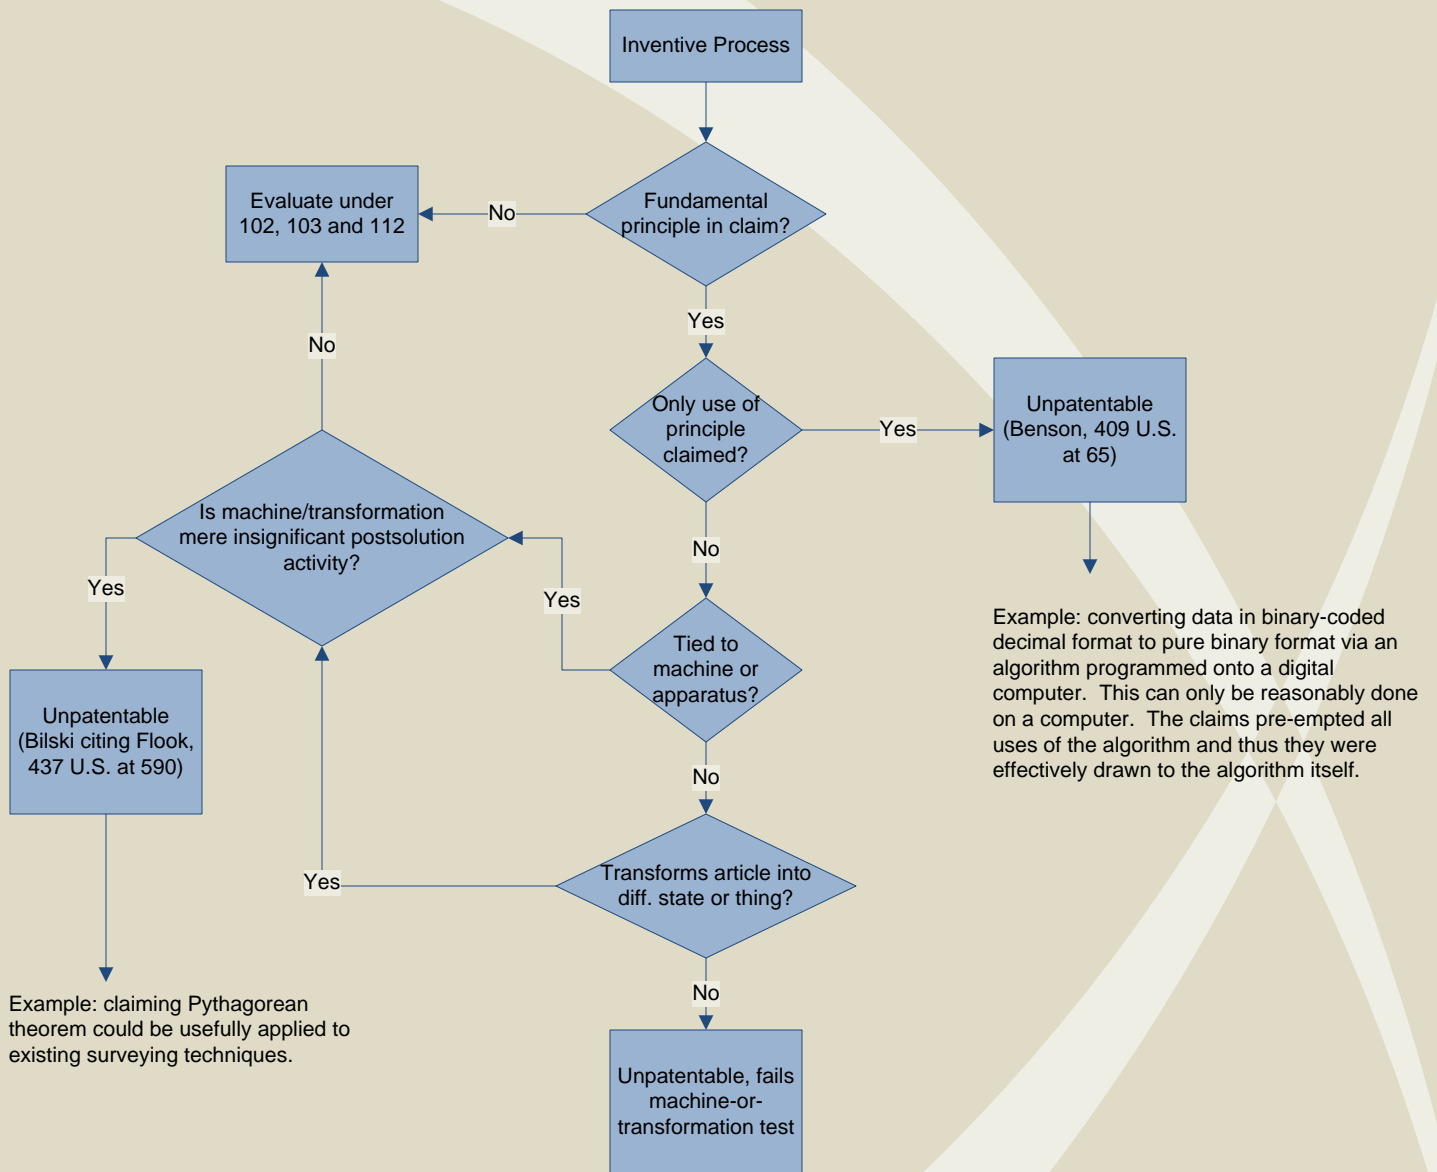 Inventive Process
Fundamental
principle in claim?
No
Evaluate under
102, 103 and 112
Yes
Only use of
principle
claimed?
Yes
Unpatentable
(Benson, 409 U.S.
at 65)
Example: converting data in binary-coded
decimal format to pure binary format via an
algorithm programmed onto a digital
computer. This can only be reasonably done
on a computer. The claims pre-empted all
uses of the algorithm and thus they were
effectively drawn to the algorithm itself.
No
Tied to
machine or
apparatus?
Yes
Is machine/transformation
mere insignificant postsolution
activity?
No
Yes
Unpatentable
(Bilski citing Flook,
437 U.S. at 590)
Example: claiming Pythagorean
theorem could be usefully applied to
existing surveying techniques.
No
Transforms article into
diff. state or thing?
Yes
No
Unpatentable, fails
machine-or-
transformation test